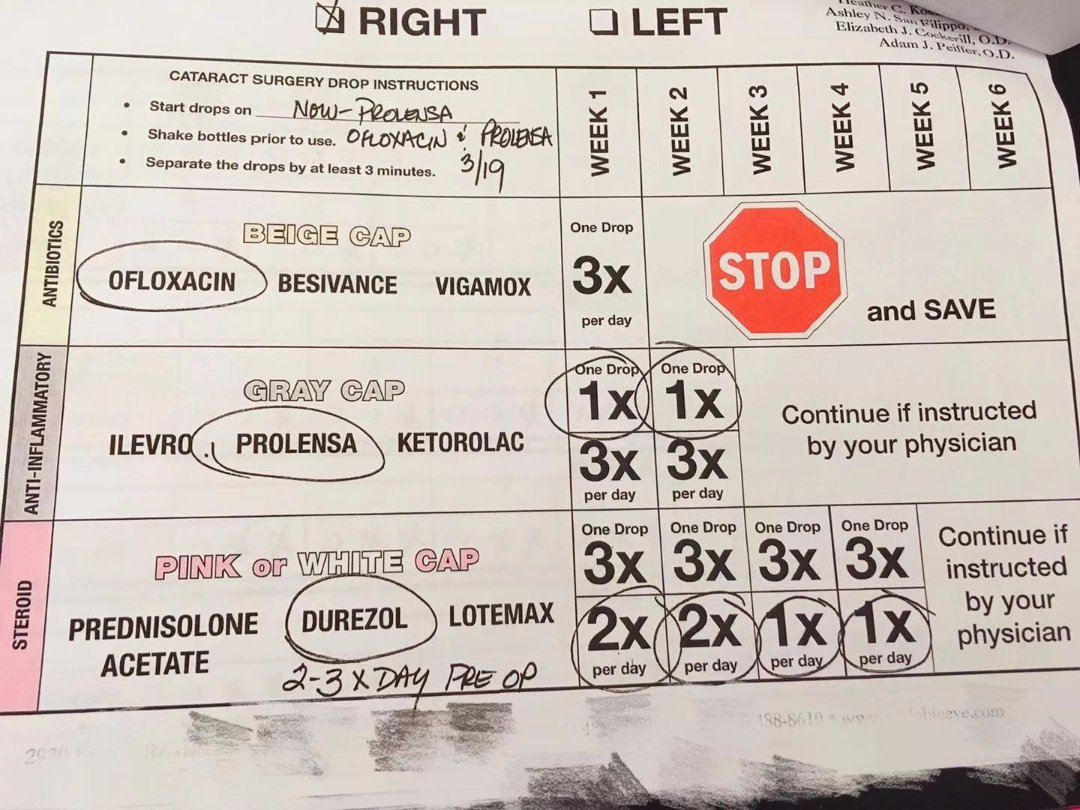 RIGHT
LEFT
Heather C.
Ashley N. San Filippo,
Elizabeth J. Cockerill, O.D.
Adam J. Peiffer, O.D.
CATARACT SURGERY DROP INSTRUCTIONS
• Start drops on NOW-PROLENSA
• Shake bottles prior to use. OFLOXACIN & PROLENSA
• Separate the drops by at least 3 minutes. 3/19
WEEK 1
WEEK 2
WEEK 3
WEEK 4
WEEK 5
WEEK 6
ANTIBIOTICS
BEIGE CAP
OFLOXACIN BESIVANCE VIGAMOX
One Drop
3x
per day
STOP
and SAVE
ANTI-INFLAMMATORY
GRAY CAP
ILEVRO PROLENSA KETOROLAC
One Drop One Drop
1x 1x
3x 3x
per day per day
Continue if instructed
by your physician
STEROID
PINK or WHITE CAP
PREDNISOLONE
ACETATE
DUREZOL
LOTEMAX
2-3 X DAY PRE OP
One Drop One Drop One Drop One Drop
3x 3x 3x 3x
2x 2x 1x 1x
per day per day per day per day
Continue if
instructed
by your
physician